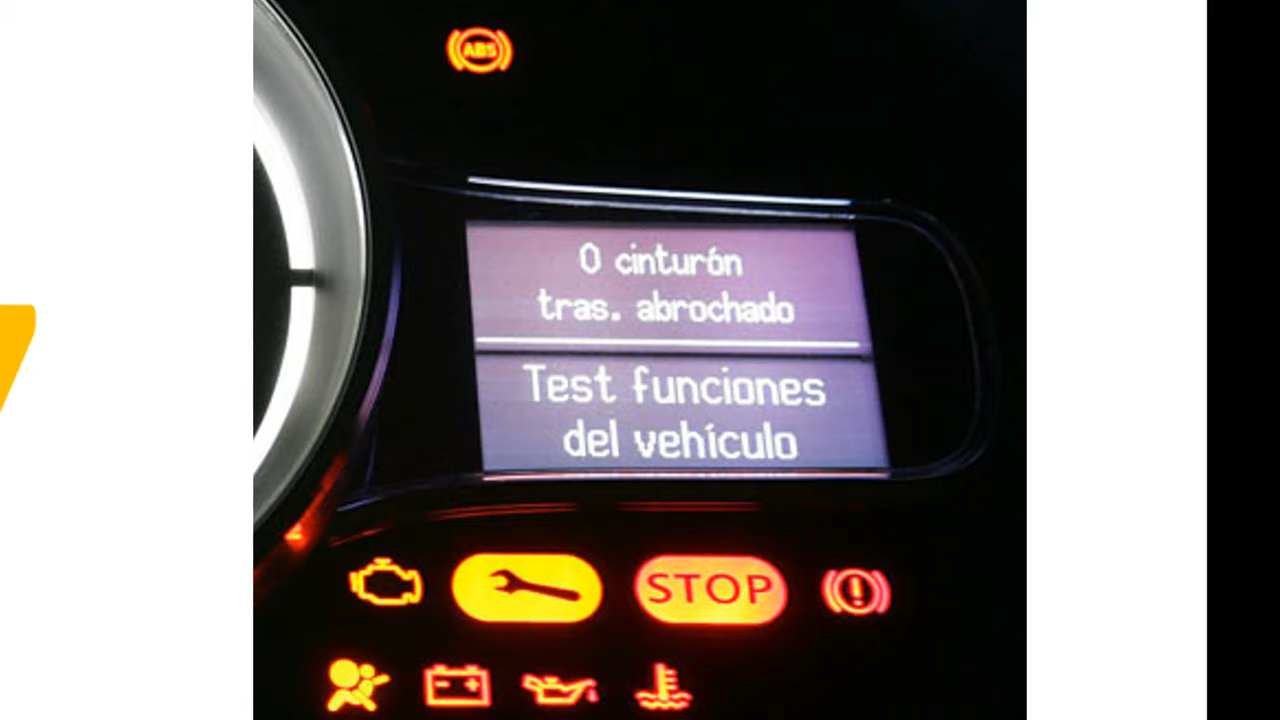 ABS
0 cinturón
tras. abrochado
Test funciones
del vehículo
STOP